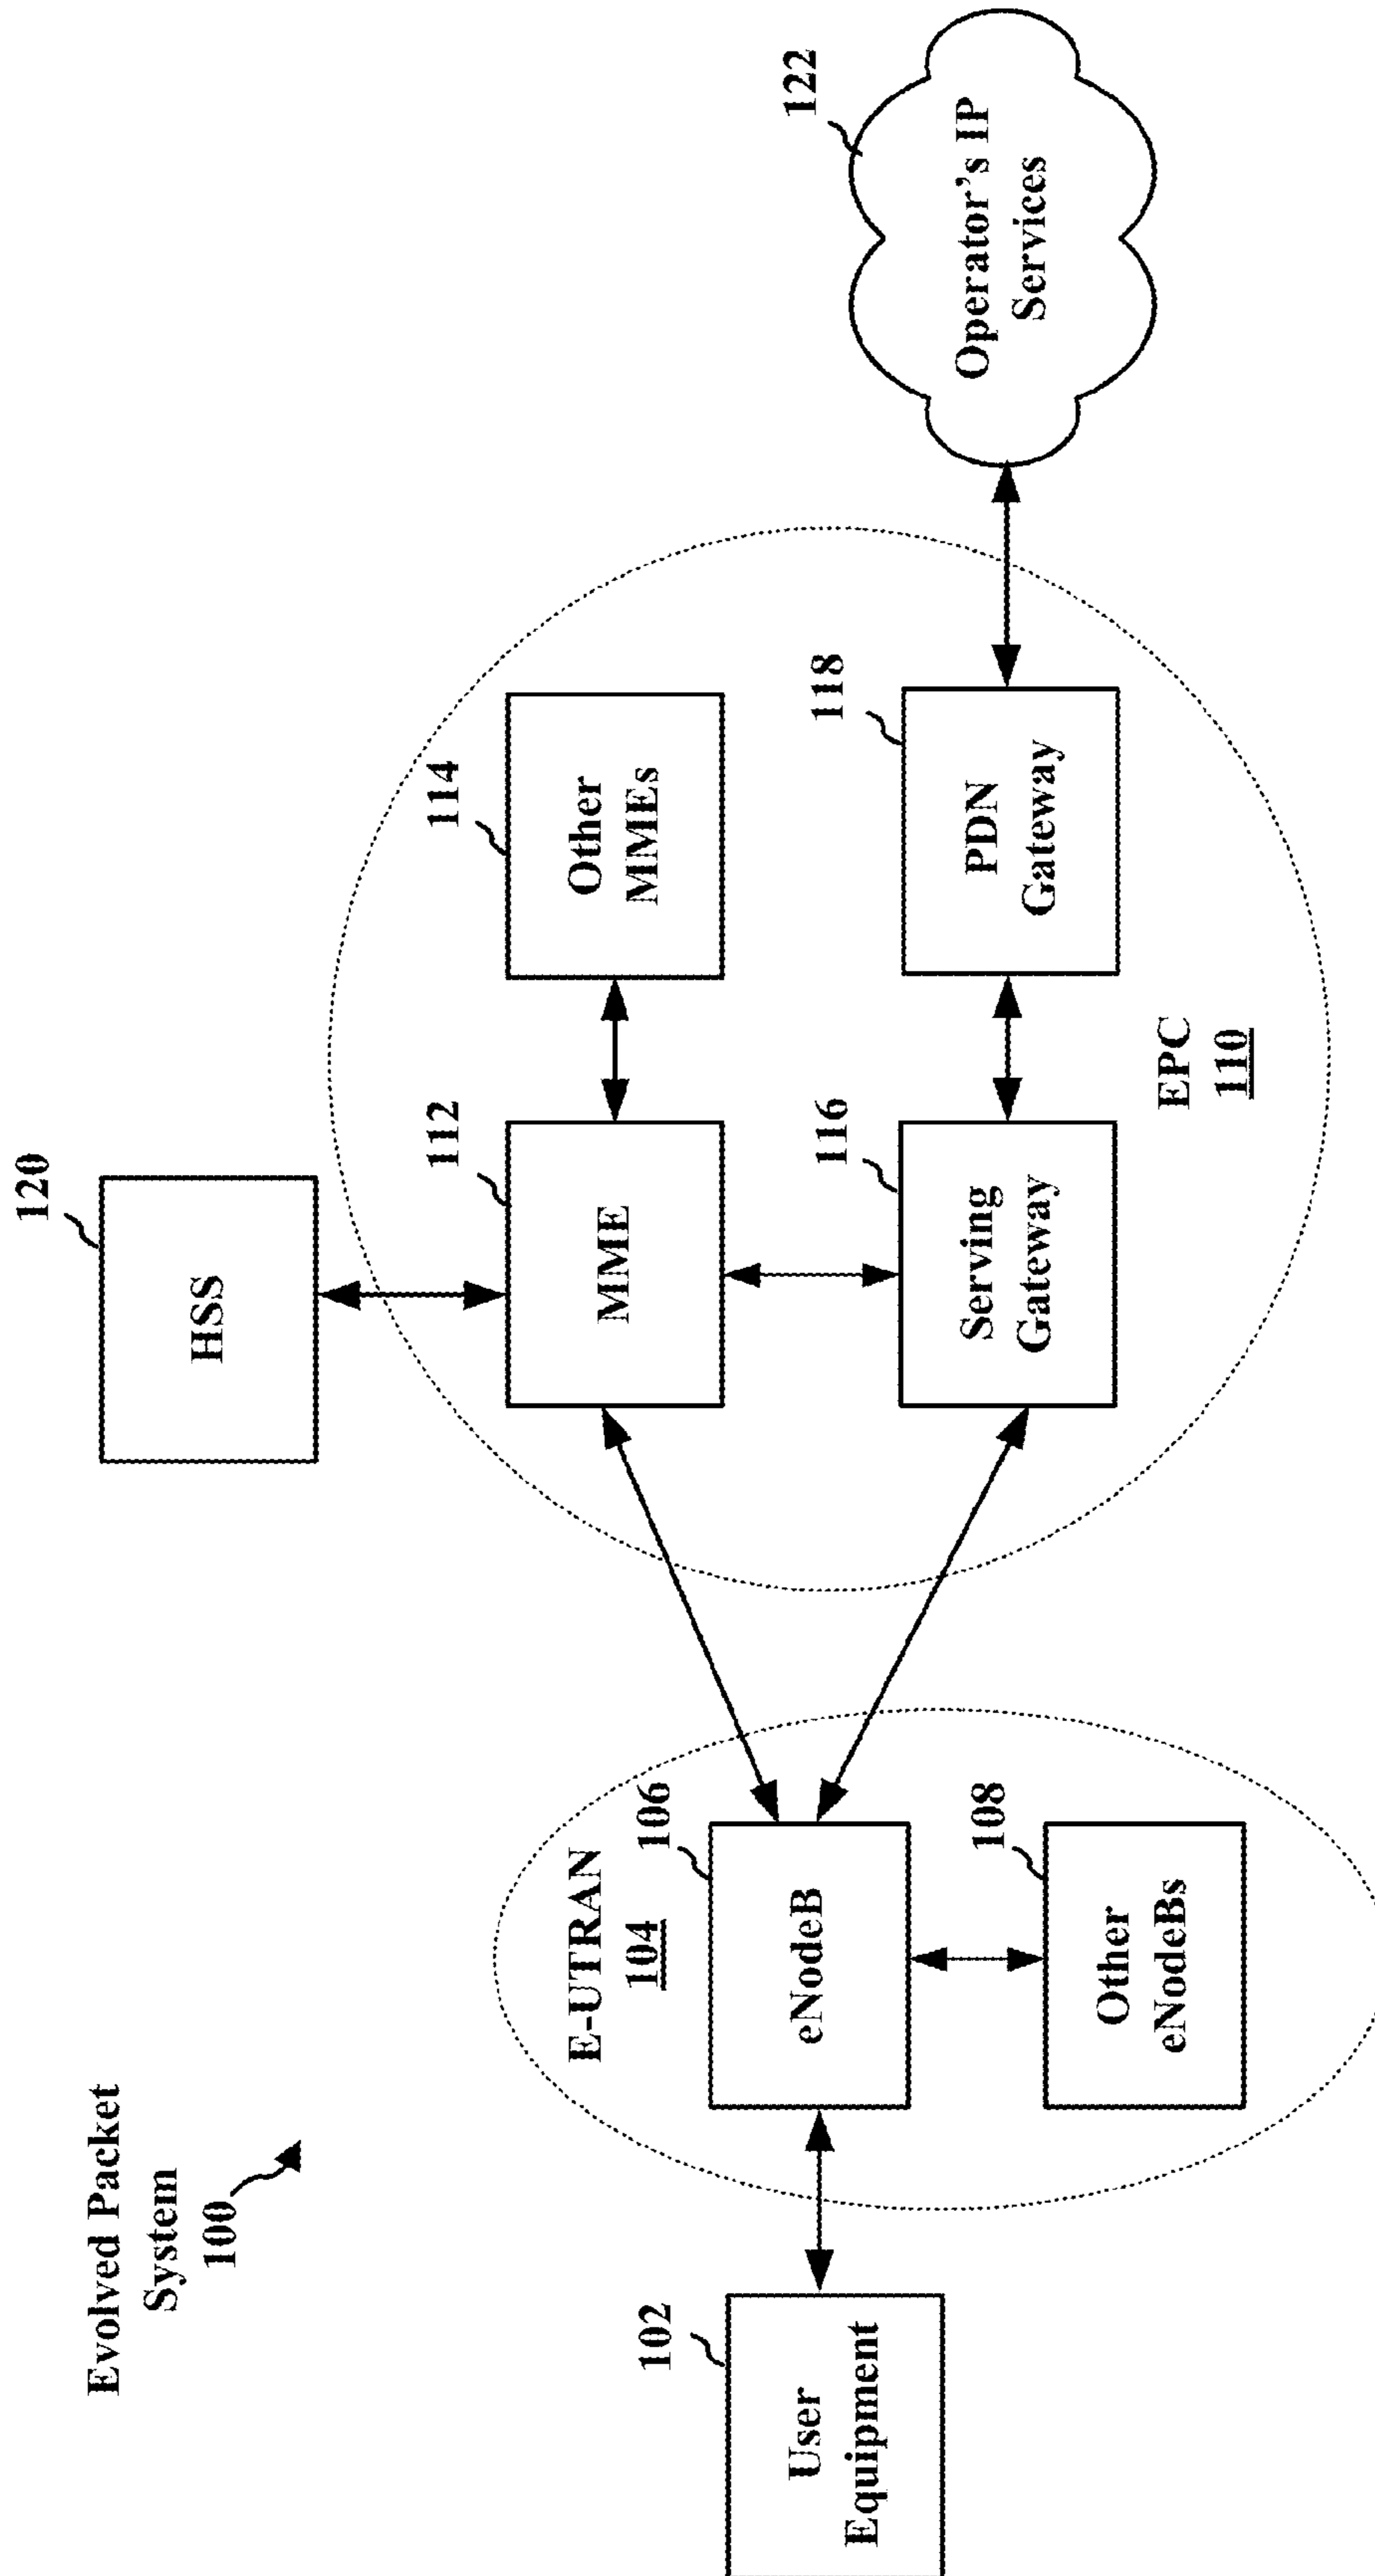 Evolved Packet
System
100
120
HSS
E-UTRAN
104
112
MME
114
Other
MMEs
102
User
Equipment
106
eNodeB
108
Other
eNodeBs
116
Serving
Gateway
118
PDN
Gateway
EPC
110
122
Operator's IP
Services